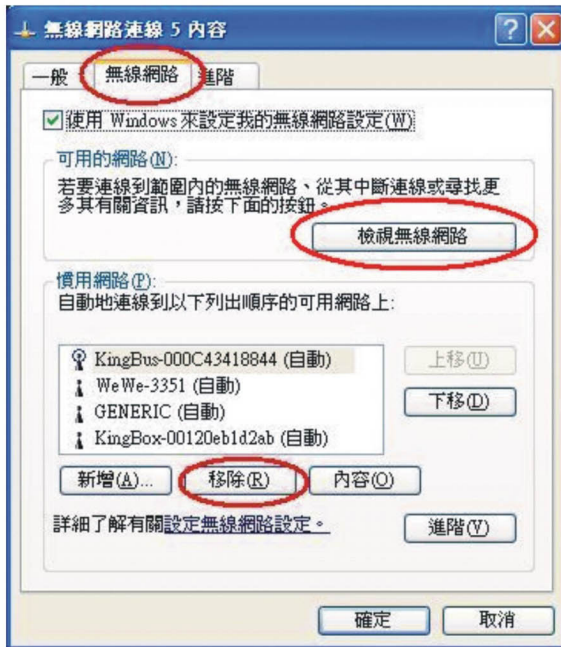 無線網路連線 5 內容
一般
無線網路
進階
使用 Windows 來設定我的無線網路設定(W)
可用的網路(N):
若要連線到範圍內的無線網路、從其中斷連線或尋找更
多其有關資訊，請按下面的按鈕。
檢視無線網路
慣用網路(P):
自動地連線到以下列出順序的可用網路上:
KingBus-000C43418844 (自動)
WeWe-3351 (自動)
GENERIC (自動)
KingBox-00120eb1d2ab (自動)
上移(U)
下移(D)
新增(A)...
移除(R)
內容(O)
詳細了解有關設定無線網路設定。
進階(V)
確定
取消